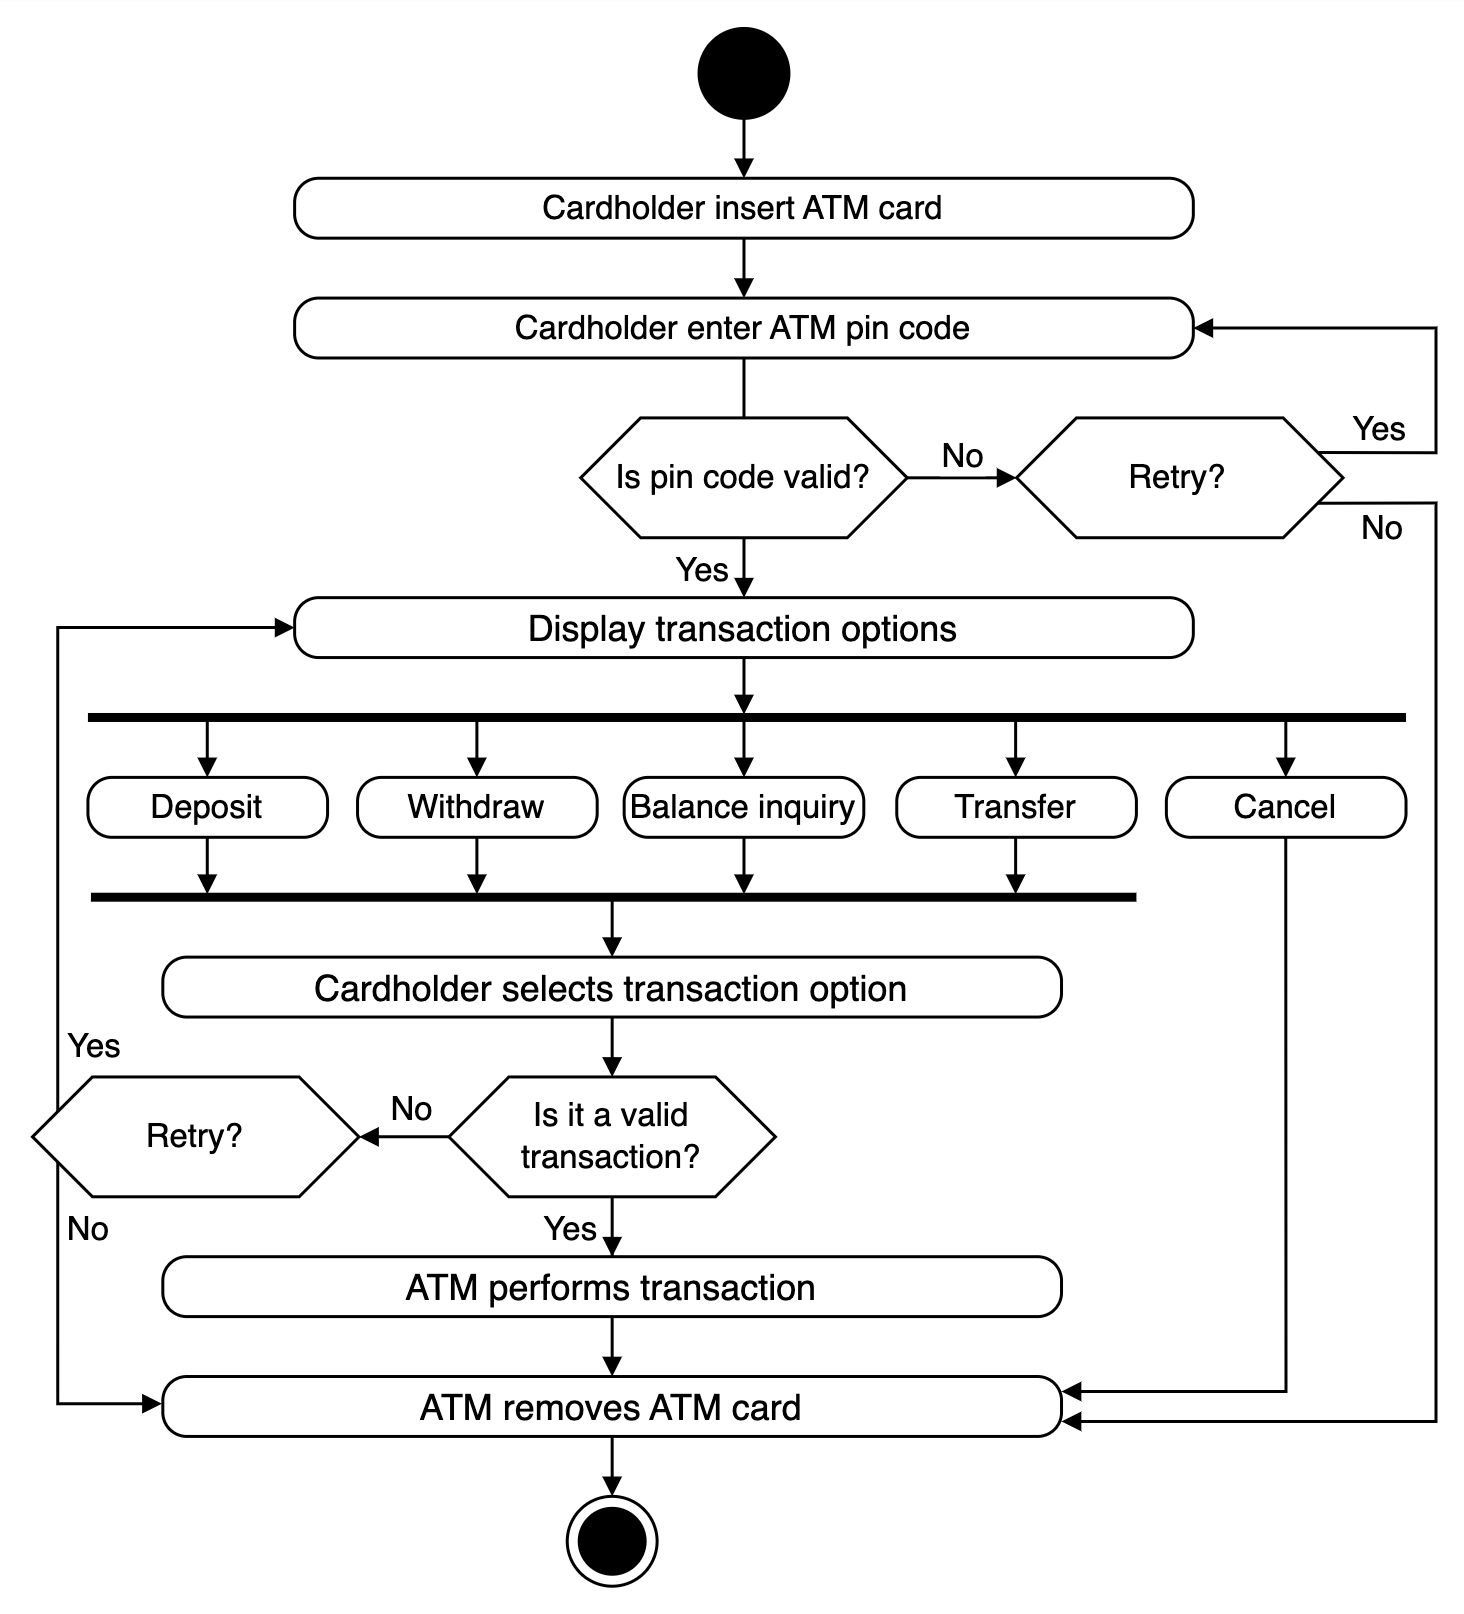 Cardholder insert ATM card
Cardholder enter ATM pin code
Is pin code valid?
No
Retry?
Yes
No
Yes
Display transaction options
Deposit
Withdraw
Balance inquiry
Transfer
Cancel
Cardholder selects transaction option
Yes
Retry?
No
Is it a valid
transaction?
No
Yes
ATM performs transaction
ATM removes ATM card